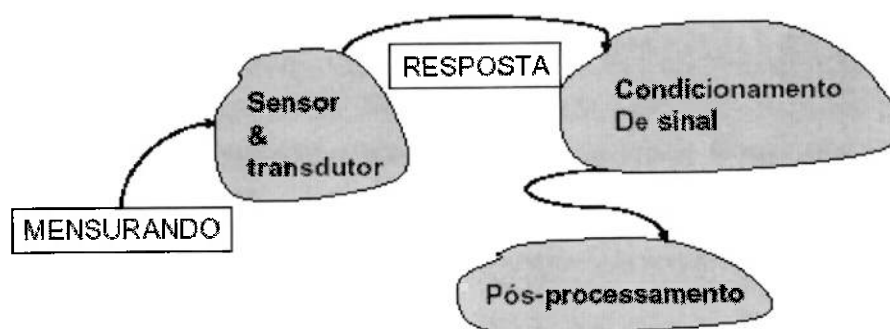 RESPOSTA
Sensor
&
transdutor
Condicionamento
De sinal
MENSURANDO
Pós-processamento